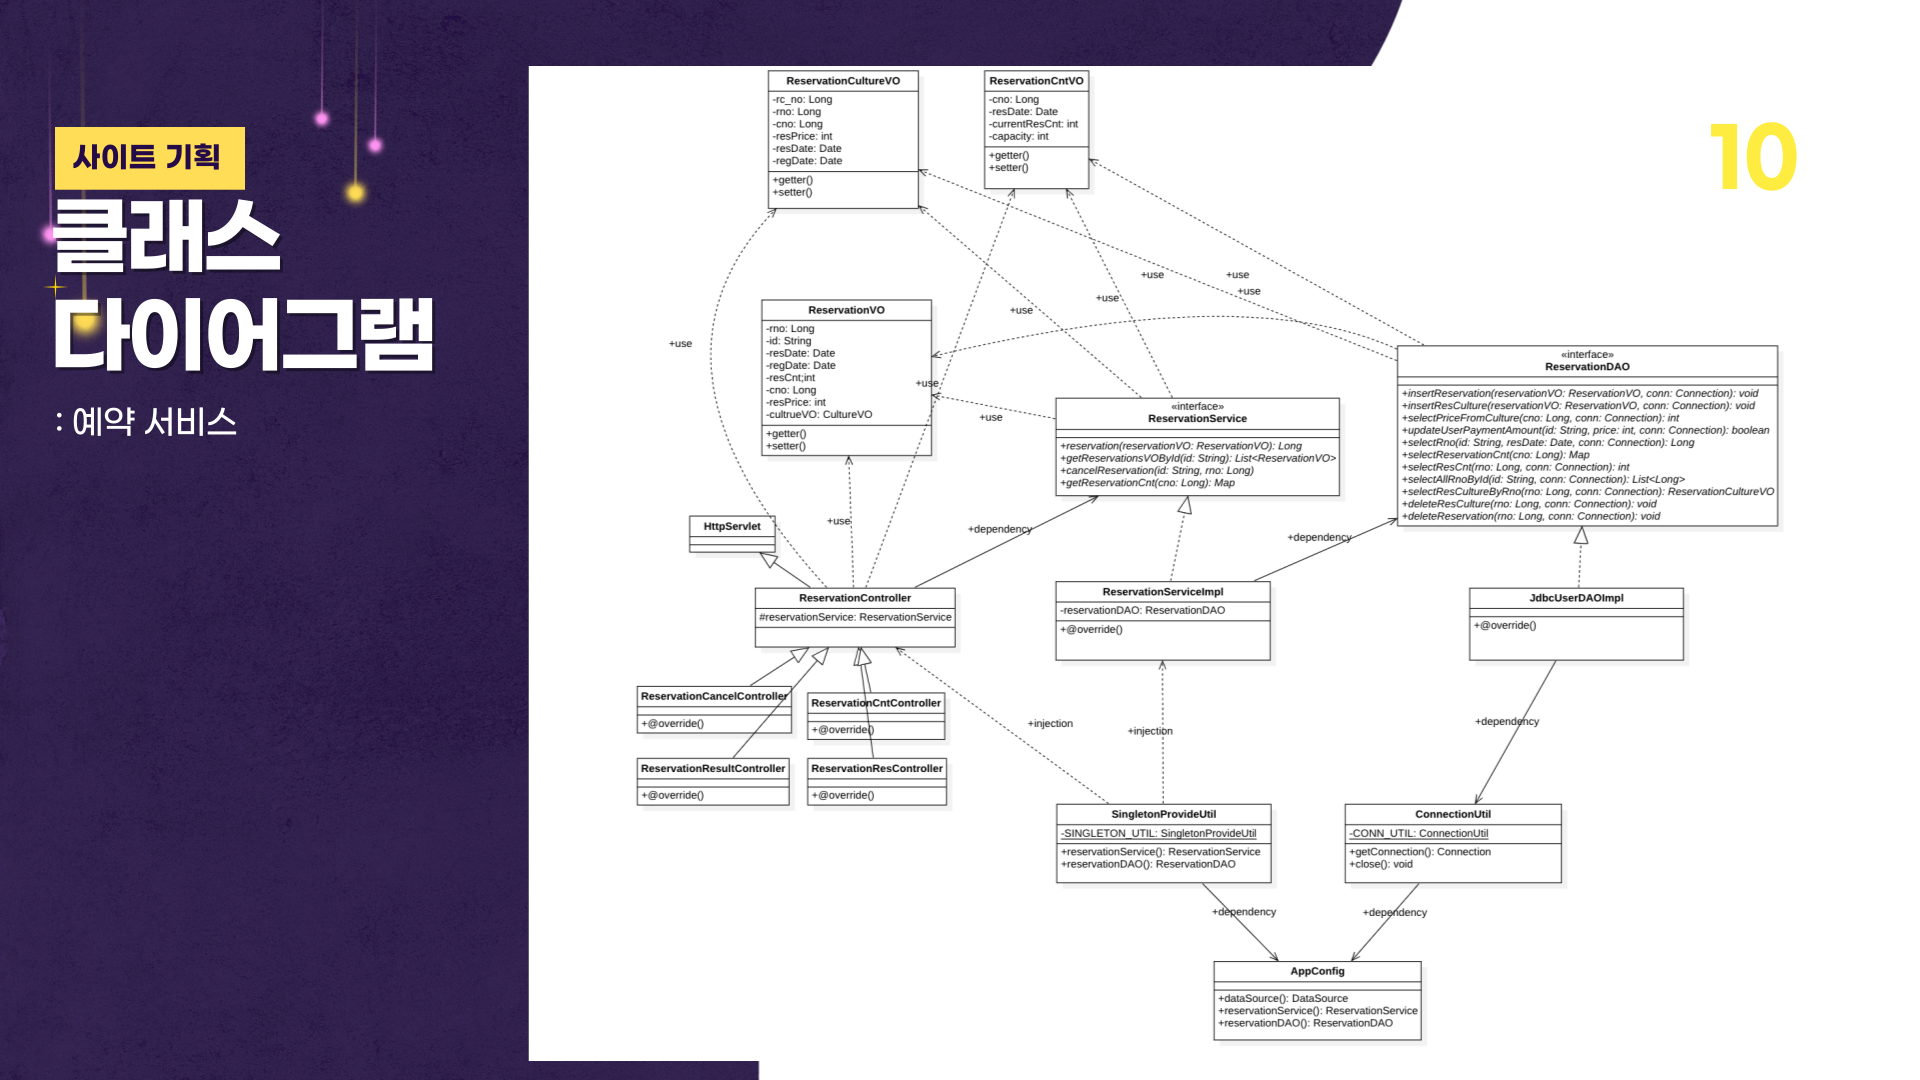 사이트 기획
클래스
다이어그램
: 예약 서비스
10
ReservationCultureVO
-rc_no: Long
-rno: Long
-cno: Long
-resPrice: int
-resDate: Date
-regDate: Date
+getter()
+setter()
ReservationCntVO
-cno: Long
-resDate: Date
-currentResCnt: int
-capacity: int
+getter()
+setter()
+use
+use
+use
+use
+use
+use
+use
+use
+use
ReservationVO
-rno: Long
-id: String
-resDate: Date
-regDate: Date
-resCnt;int
-cno: Long
-resPrice: int
-cultrueVO: CultureVO
+getter()
+setter()
«interface»
ReservationService
+reservation(reservationVO: ReservationVO): Long
+getReservationsVOById(id: String): List<ReservationVO>
+cancelReservation(id: String, rno: Long)
+getReservationCnt(cno: Long): Map
«interface»
ReservationDAO
+insertReservation(reservationVO: ReservationVO, conn: Connection): void
+insertResCulture(reservationVO: ReservationVO, conn: Connection): void
+selectPriceFromCulture(cno: Long, conn: Connection): int
+updateUserPaymentAmount(id: String, price: int, conn: Connection): boolean
+selectRno(id: String, resDate: Date, conn: Connection): Long
+selectReservationCnt(cno: Long): Map
+selectResCnt(rno: Long, conn: Connection): int
+selectAllRnoById(id: String, conn: Connection): List<Long>
+selectResCultureByRno(rno: Long, conn: Connection): ReservationCultureVO
+deleteResCulture(rno: Long, conn: Connection): void
+deleteReservation(rno: Long, conn: Connection): void
HttpServlet
+dependency
+dependency
ReservationController
#reservationService: ReservationService
ReservationServiceImpl
-reservationDAO: ReservationDAO
+@override()
JdbcUserDAOImpl
+@override()
ReservationCancelController
+@override()
ReservationCntController
+@override()
ReservationResultController
+@override()
ReservationResController
+@override()
+injection
+injection
+dependency
SingletonProvideUtil
-SINGLETON_UTIL: SingletonProvideUtil
+reservationService(): ReservationService
+reservationDAO(): ReservationDAO
ConnectionUtil
-CONN_UTIL: ConnectionUtil
+getConnection(): Connection
+close(): void
+dependency
+dependency
AppConfig
+dataSource(): DataSource
+reservationService(): ReservationService
+reservationDAO(): ReservationDAO